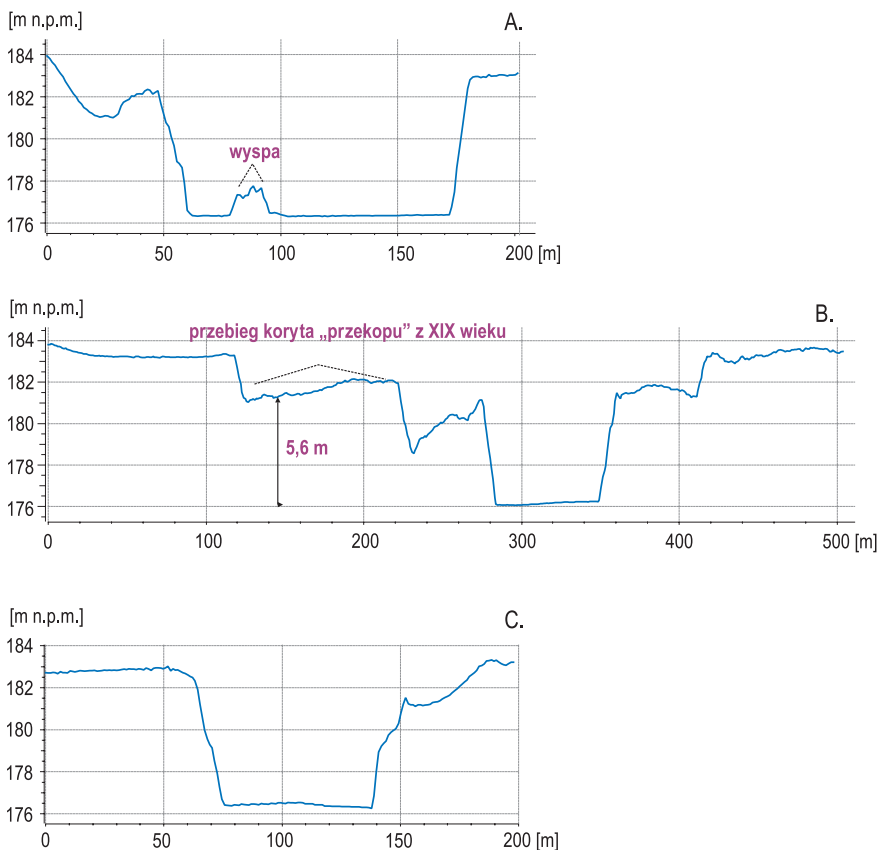 [m n.p.m.]
A.
184
182
180
178
176
wyspa
0
50
100
150
200 [m]
[m n.p.m.]
B.
184
182
180
178
176
przebieg koryta „przekopu” z XIX wieku
5,6 m
0
100
200
300
400
500 [m]
[m n.p.m.]
C.
184
182
180
178
176
0
50
100
150
200 [m]